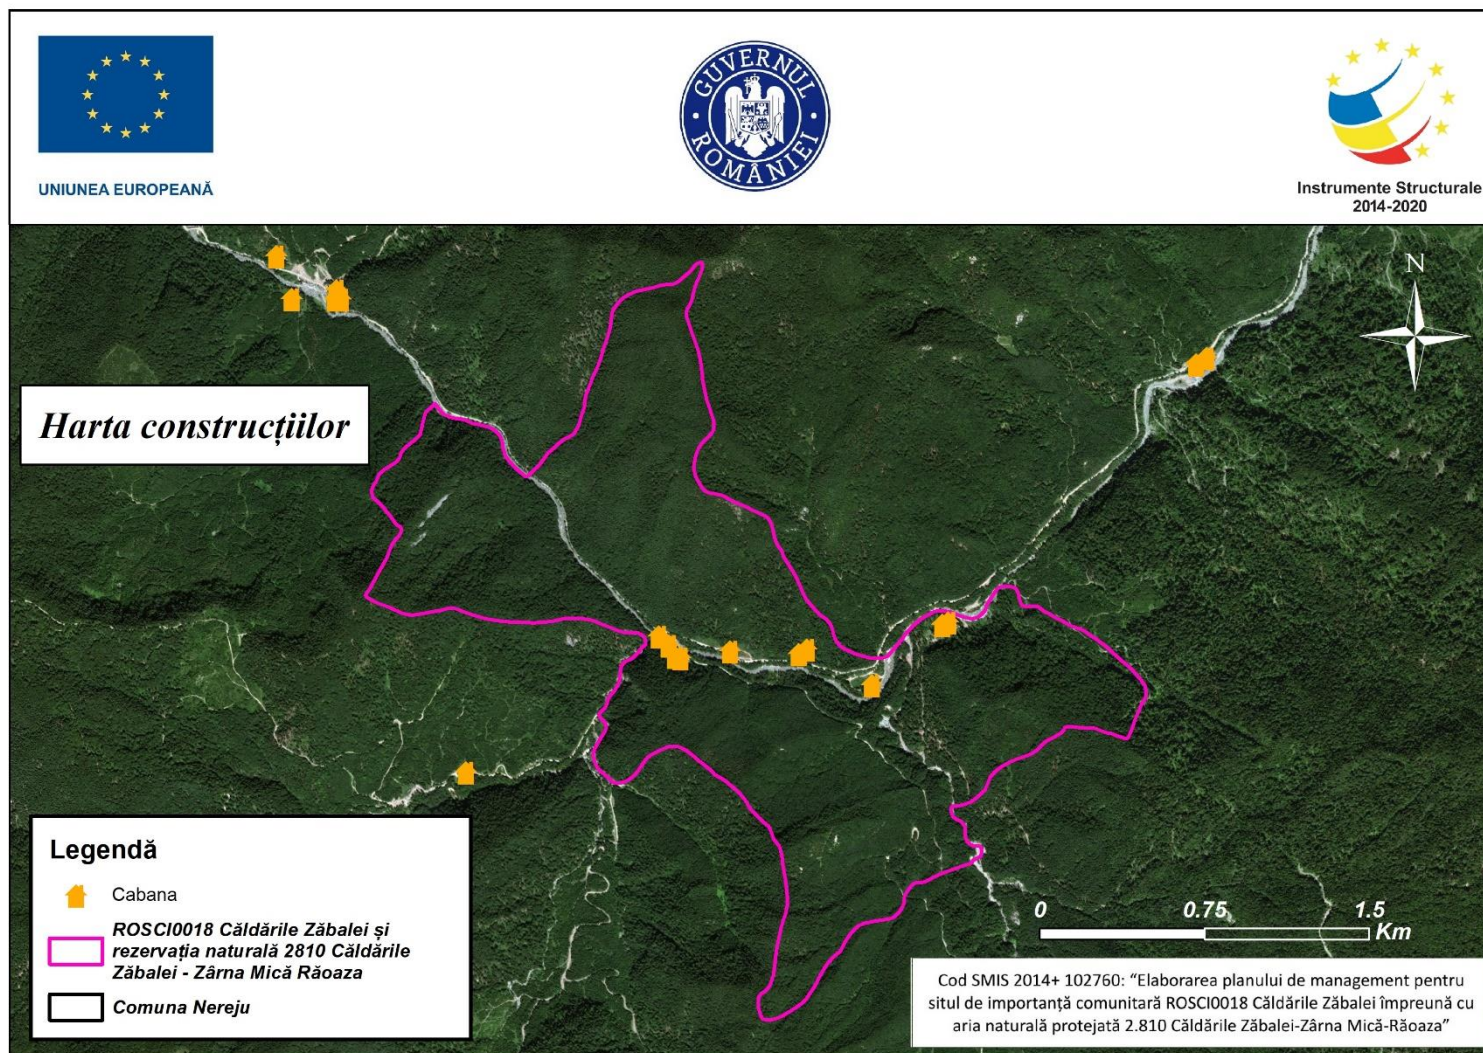 GUVERNUL ROMÂNIEI
UNIUNEA EUROPEANĂ
Instrumente Structurale
2014-2020
N
Harta construcțiilor
Legendă
Cabana
ROSCI0018 Căldările Zăbalei și
rezervația naturală 2810 Căldările
Zăbalei - Zârna Mică Răoaza
Comuna Nereju
0 0.75 1.5
Km
Cod SMIS 2014+ 102760: “Elaborarea planului de management pentru
situl de importanță comunitară ROSCI0018 Căldările Zăbalei împreună cu
aria naturală protejată 2.810 Căldările Zăbalei-Zârna Mică-Răoaza”